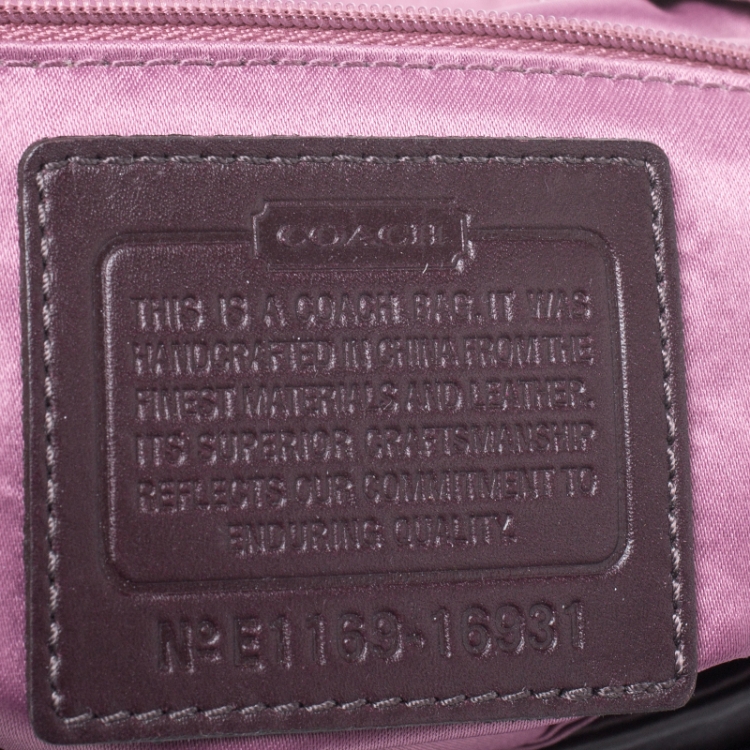 COACH
THIS IS A COACH BAG. IT WAS
HANDCRAFTED IN CHINA FROM THE
FINEST MATERIALS AND LEATHER.
ITS SUPERIOR CRAFTSMANSHIP
REFLECTS OUR COMMITMENT TO
ENDURING QUALITY.
Nº E1169-16931